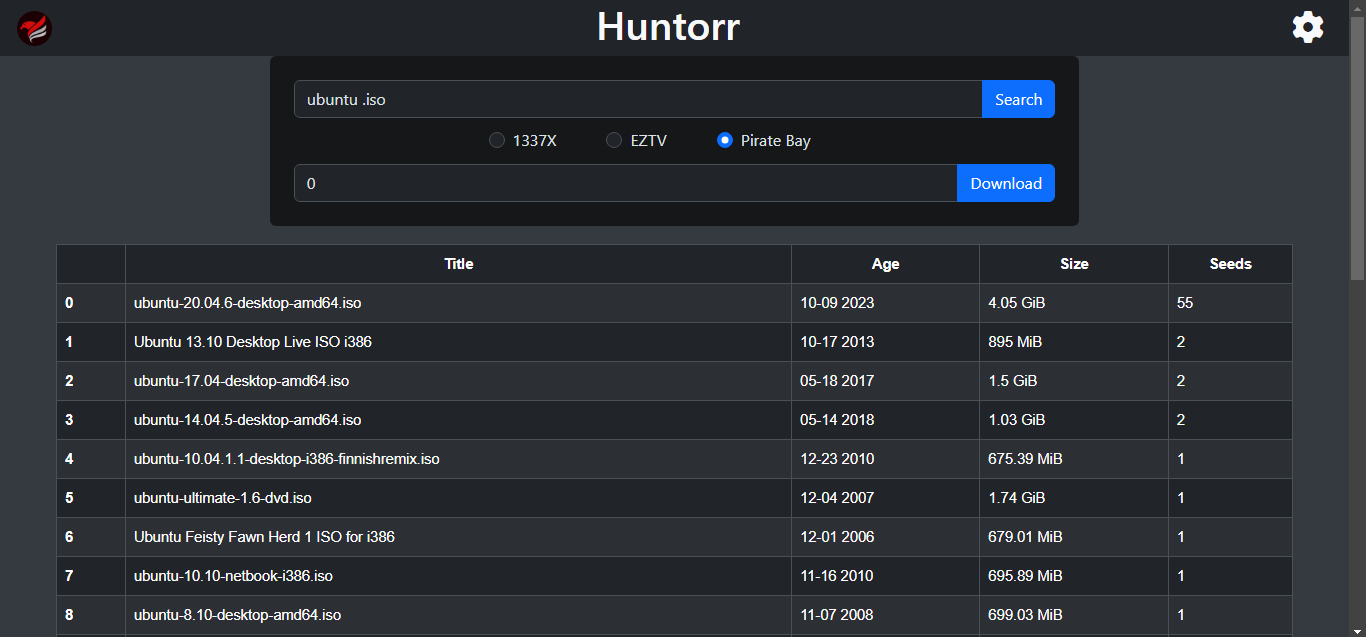 Huntorr
ubuntu .iso Search
1337X EZTV Pirate Bay
0 Download
Title Age Size Seeds
0 ubuntu-20.04.6-desktop-amd64.iso 10-09 2023 4.05 GiB 55
1 Ubuntu 13.10 Desktop Live ISO i386 10-17 2013 895 MiB 2
2 ubuntu-17.04-desktop-amd64.iso 05-18 2017 1.5 GiB 2
3 ubuntu-14.04.5-desktop-amd64.iso 05-14 2018 1.03 GiB 2
4 ubuntu-10.04.1.1-desktop-i386-finnishremix.iso 12-23 2010 675.39 MiB 1
5 ubuntu-ultimate-1.6-dvd.iso 12-04 2007 1.74 GiB 1
6 Ubuntu Feisty Fawn Herd 1 ISO for i386 12-01 2006 679.01 MiB 1
7 ubuntu-10.10-netbook-i386.iso 11-16 2010 695.89 MiB 1
8 ubuntu-8.10-desktop-amd64.iso 11-07 2008 699.03 MiB 1